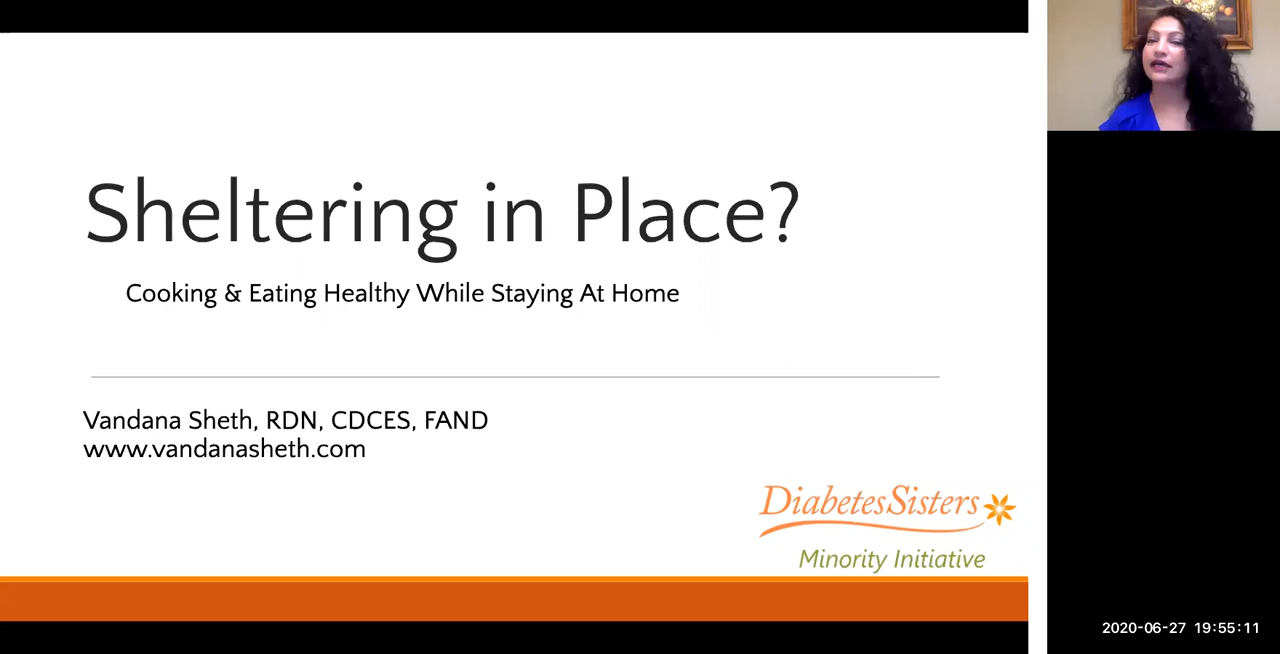 Sheltering in Place?
Cooking & Eating Healthy While Staying At Home
Vandana Sheth, RDN, CDCES, FAND
www.vandanasheth.com
DiabetesSisters
Minority Initiative
2020-06-27 19:55:11